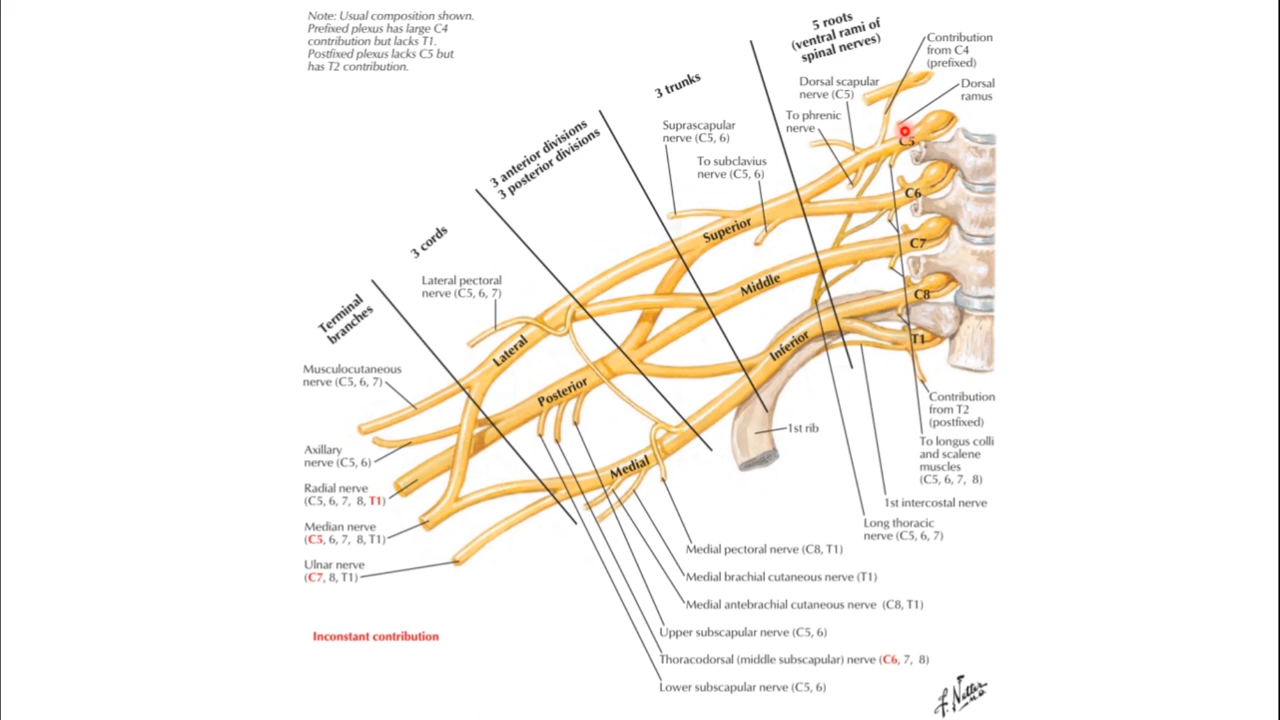 Note: Usual composition shown.
Prefixed plexus has large C4
contribution but lacks T1.
Postfixed plexus lacks C5 but
has T2 contribution.
5 roots
(ventral rami of
spinal nerves)
3 trunks
3 anterior divisions
3 posterior divisions
3 cords
Terminal
branches
Contribution
from C4
(prefixed)
Dorsal
ramus
Dorsal scapular
nerve (C5)
To phrenic
nerve
Suprascapular
nerve (C5, 6)
To subclavius
nerve (C5, 6)
C5
C6
C7
C8
T1
Superior
Middle
Inferior
Lateral pectoral
nerve (C5, 6, 7)
Lateral
Posterior
Medial
Musculocutaneous
nerve (C5, 6, 7)
Axillary
nerve (C5, 6)
Radial nerve
(C5, 6, 7, 8, T1)
Median nerve
(C5, 6, 7, 8, T1)
Ulnar nerve
(C7, 8, T1)
1st rib
Contribution
from T2
(postfixed)
To longus colli
and scalene
muscles
(C5, 6, 7, 8)
1st intercostal nerve
Long thoracic
nerve (C5, 6, 7)
Medial pectoral nerve (C8, T1)
Medial brachial cutaneous nerve (T1)
Medial antebrachial cutaneous nerve (C8, T1)
Upper subscapular nerve (C5, 6)
Thoracodorsal (middle subscapular) nerve (C6, 7, 8)
Lower subscapular nerve (C5, 6)
Inconstant contribution
F. Netter
M.D.